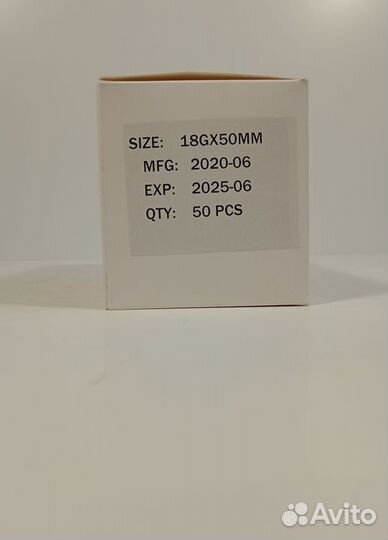 SIZE: 18GX50MM
MFG: 2020-06
EXP: 2025-06
QTY: 50 PCS
Avito